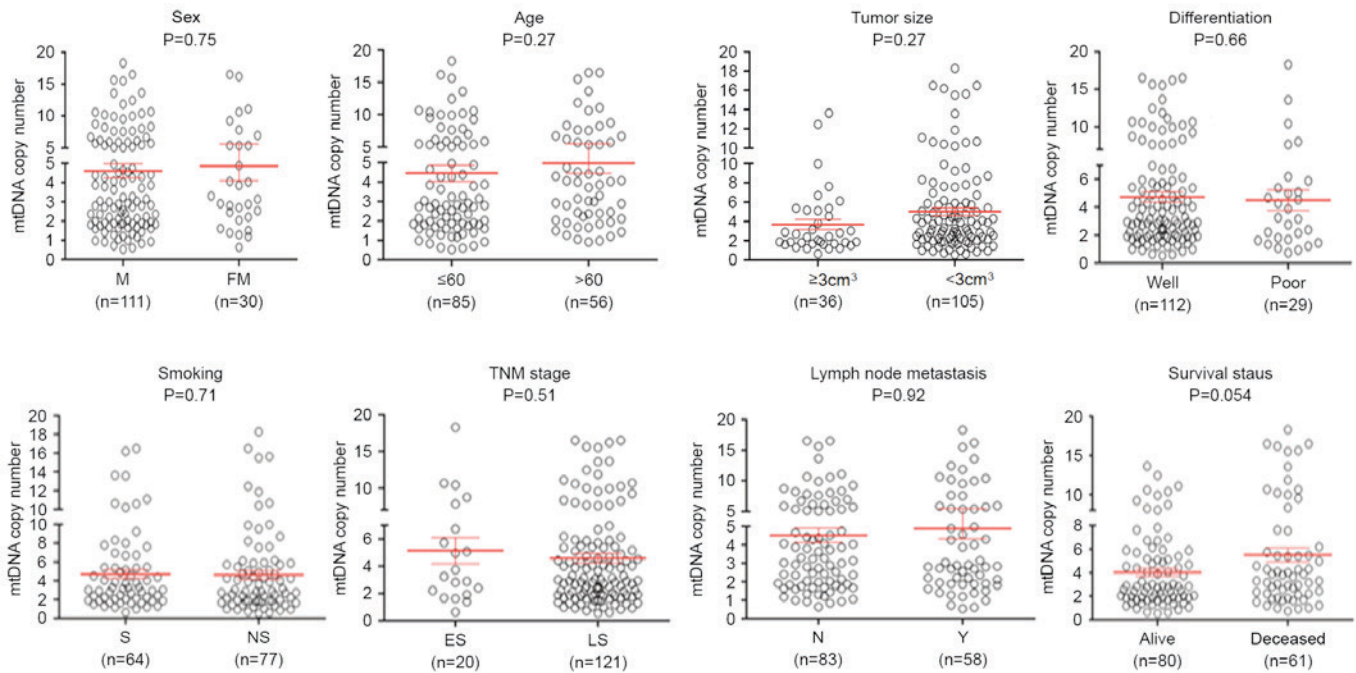 Sex
P=0.75
mtDNA copy number
20
15
10
5
5
4
3
2
1
0
M
FM
(n=111)
(n=30)
Age
P=0.27
mtDNA copy number
20
15
10
5
5
4
3
2
1
0
≤60
>60
(n=85)
(n=56)
Tumor size
P=0.27
mtDNA copy number
20
18
16
14
12
10
10
8
6
4
2
0
≥3cm³
<3cm³
(n=36)
(n=105)
Differentiation
P=0.66
mtDNA copy number
20
15
10
6
4
2
0
Well
Poor
(n=112)
(n=29)
Smoking
P=0.71
mtDNA copy number
20
18
16
14
12
10
10
8
6
4
2
0
S
NS
(n=64)
(n=77)
TNM stage
P=0.51
mtDNA copy number
20
15
10
6
4
2
0
ES
LS
(n=20)
(n=121)
Lymph node metastasis
P=0.92
mtDNA copy number
20
15
10
5
5
4
3
2
1
0
N
Y
(n=83)
(n=58)
Survival staus
P=0.054
mtDNA copy number
20
15
10
8
6
4
2
0
Alive
Deceased
(n=80)
(n=61)